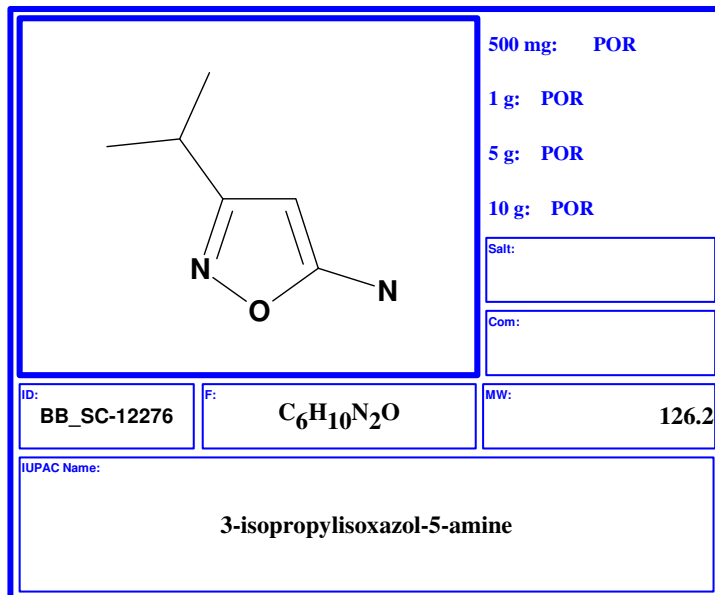 500 mg: POR
1 g: POR
5 g: POR
10 g: POR
N
O
N
Salt:
Com:
ID:
BB_SC-12276
F:
C6H10N2O
MW:
126.2
IUPAC Name:
3-isopropylisoxazol-5-amine